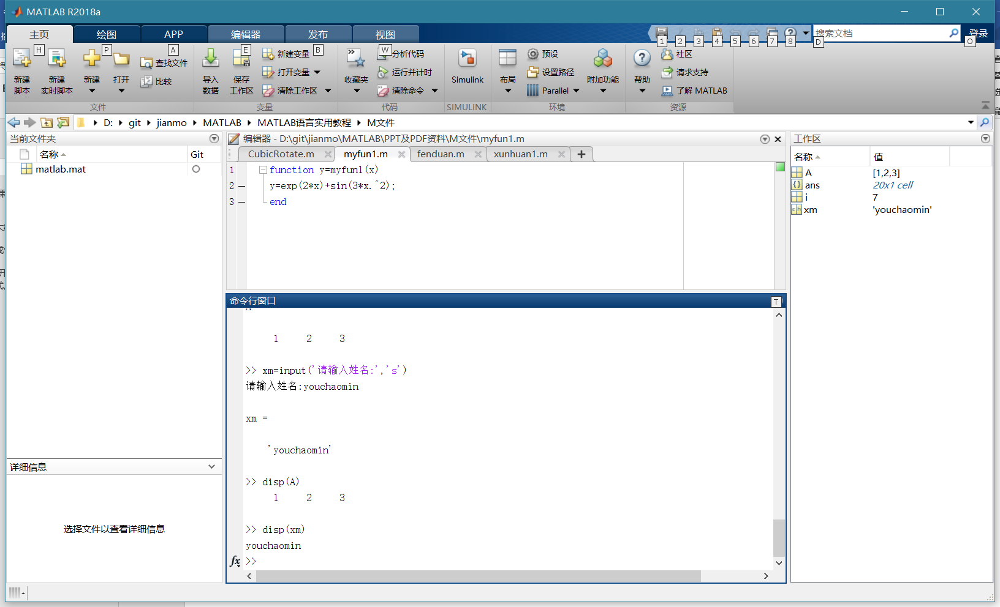 MATLAB R2018a
主页 绘图 APP 编辑器 发布 视图
搜索文档 登录
H P A E B W 1 2 3 4 5 6 7 8 D O
新建脚本
新建实时脚本
新建
打开
查找文件
比较
文件
导入数据
保存工作区
新建变量
打开变量
清除工作区
变量
收藏夹
分析代码
运行并计时
清除命令
代码
Simulink
SIMULINK
布局
预设
设置路径
Parallel
附加功能
环境
帮助
社区
请求支持
了解 MATLAB
资源
D: git jianmo MATLAB MATLAB语言实用教程 M文件
当前文件夹
名称 Git
matlab.mat
详细信息
选择文件以查看详细信息
编辑器 - D:\git\jianmo\MATLAB\PPT及PDF资料\M文件\myfun1.m
CubicRotate.m myfun1.m fenduan.m xunhuan1.m
1 function y=myfun1(x)
2 y=exp(2*x)+sin(3*x.^2);
3 end
命令行窗口 T
1 2 3
>> xm=input('请输入姓名:','s')
请输入姓名:youchaomin
xm =
'youchaomin'
>> disp(A)
1 2 3
>> disp(xm)
youchaomin
fx >>
工作区
名称 值
A [1,2,3]
ans 20x1 cell
i 7
xm 'youchaomin'